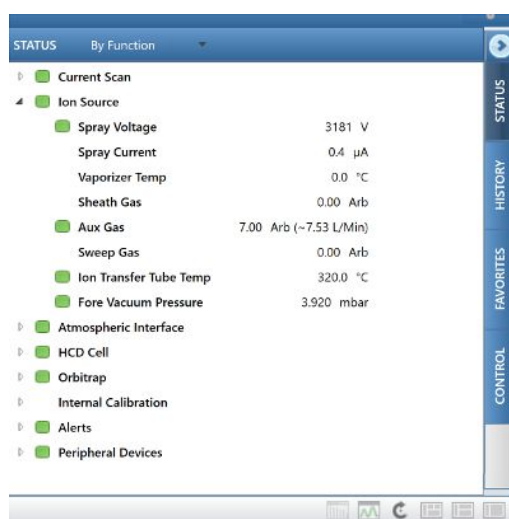 STATUS By Function
Current Scan
Ion Source
Spray Voltage 3181 V
Spray Current 0.4 µA
Vaporizer Temp 0.0 °C
Sheath Gas 0.00 Arb
Aux Gas 7.00 Arb (~7.53 L/Min)
Sweep Gas 0.00 Arb
Ion Transfer Tube Temp 320.0 °C
Fore Vacuum Pressure 3.920 mbar
Atmospheric Interface
HCD Cell
Orbitrap
Internal Calibration
Alerts
Peripheral Devices
STATUS
HISTORY
FAVORITES
CONTROL